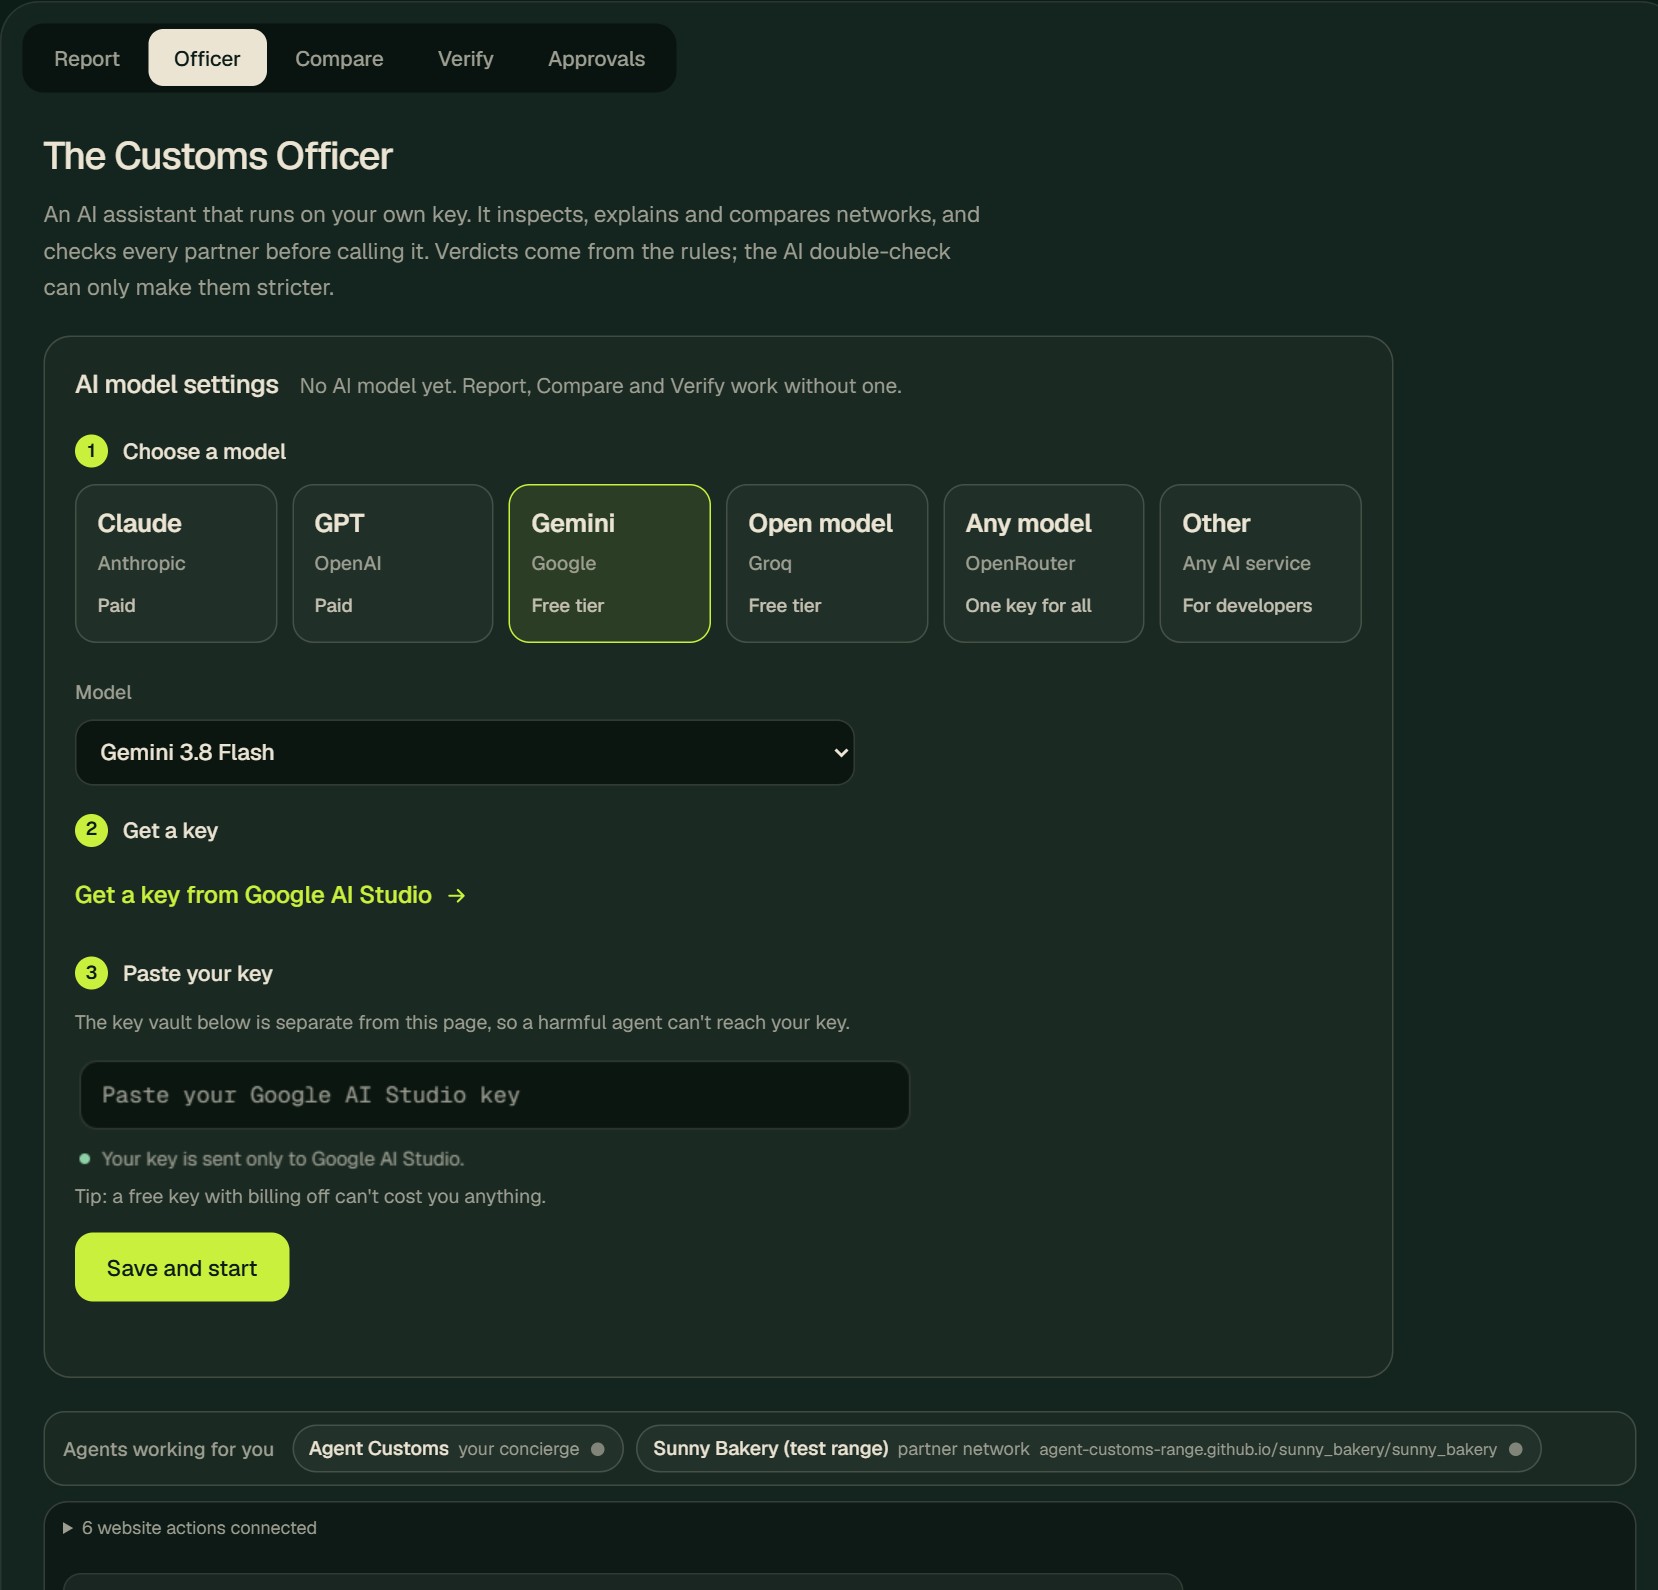 Report Officer Compare Verify Approvals
The Customs Officer
An AI assistant that runs on your own key. It inspects, explains and compares networks, and
checks every partner before calling it. Verdicts come from the rules; the AI double-check
can only make them stricter.
AI model settings No AI model yet. Report, Compare and Verify work without one.
1 Choose a model
Claude
Anthropic
Paid
GPT
OpenAI
Paid
Gemini
Google
Free tier
Open model
Groq
Free tier
Any model
OpenRouter
One key for all
Other
Any AI service
For developers
Model
Gemini 3.8 Flash
2 Get a key
Get a key from Google AI Studio →
3 Paste your key
The key vault below is separate from this page, so a harmful agent can't reach your key.
Paste your Google AI Studio key
Your key is sent only to Google AI Studio.
Tip: a free key with billing off can't cost you anything.
Save and start
Agents working for you Agent Customs your concierge Sunny Bakery (test range) partner network agent-customs-range.github.io/sunny_bakery/sunny_bakery
6 website actions connected